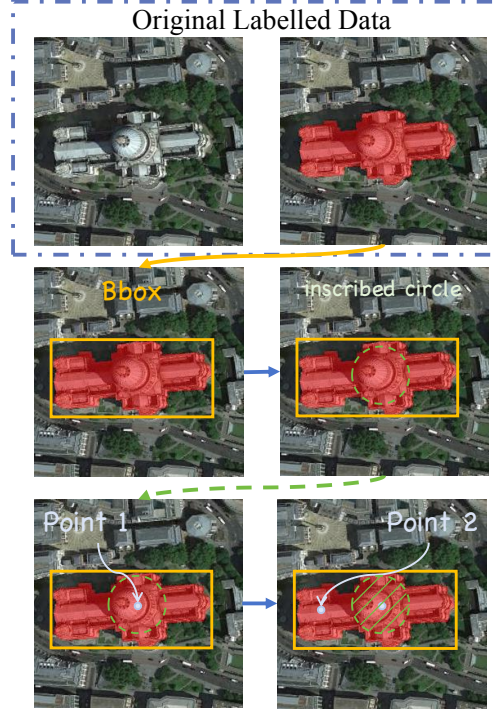 Original Labelled Data
Bbox
inscribed circle
Point 1
Point 2